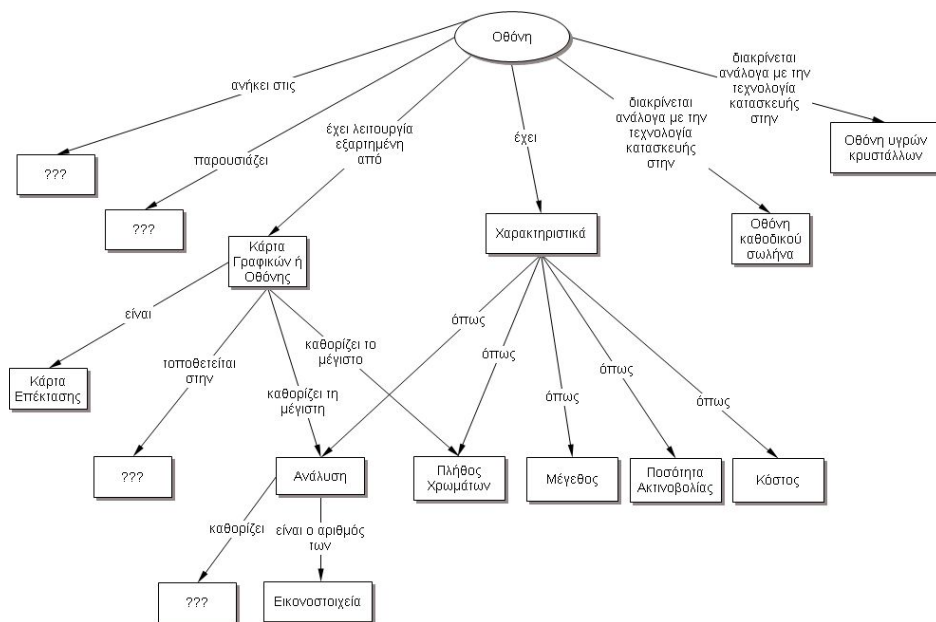 Οθόνη
ανήκει στις
παρουσιάζει
έχει λειτουργία
εξαρτημένη
από
έχει
διακρίνεται
ανάλογα με την
τεχνολογία
κατασκευής
στην
διακρίνεται
ανάλογα με την
τεχνολογία
κατασκευής
στην
???
???
Κάρτα
Γραφικών ή
Οθόνης
Χαρακτηριστικά
Οθόνη
καθοδικού
σωλήνα
Οθόνη υγρών
κρυστάλλων
είναι
τοποθετείται
στην
καθορίζει τη
μέγιστη
καθορίζει το
μέγιστο
όπως
όπως
όπως
όπως
όπως
Κάρτα
Επέκτασης
???
Ανάλυση
Πλήθος
Χρωμάτων
Μέγεθος
Ποσότητα
Ακτινοβολίας
Κόστος
καθορίζει
είναι ο αριθμός
των
???
Εικονοστοιχεία